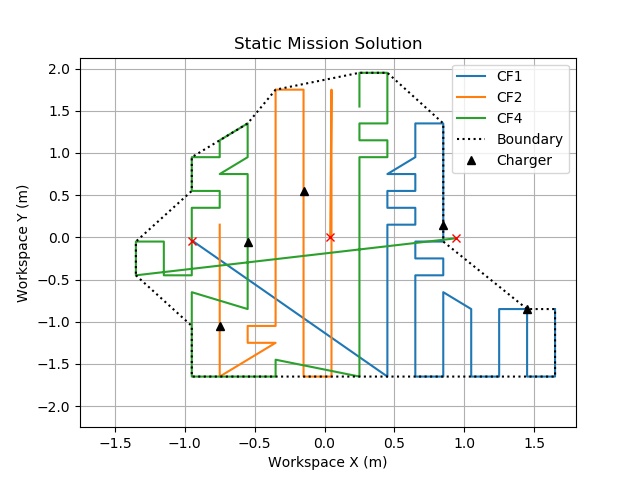 Static Mission Solution
CF1
CF2
CF4
Boundary
Charger
2.0
1.5
1.0
0.5
0.0
−0.5
−1.0
−1.5
−2.0
Workspace Y (m)
−1.5
−1.0
−0.5
0.0
0.5
1.0
1.5
Workspace X (m)